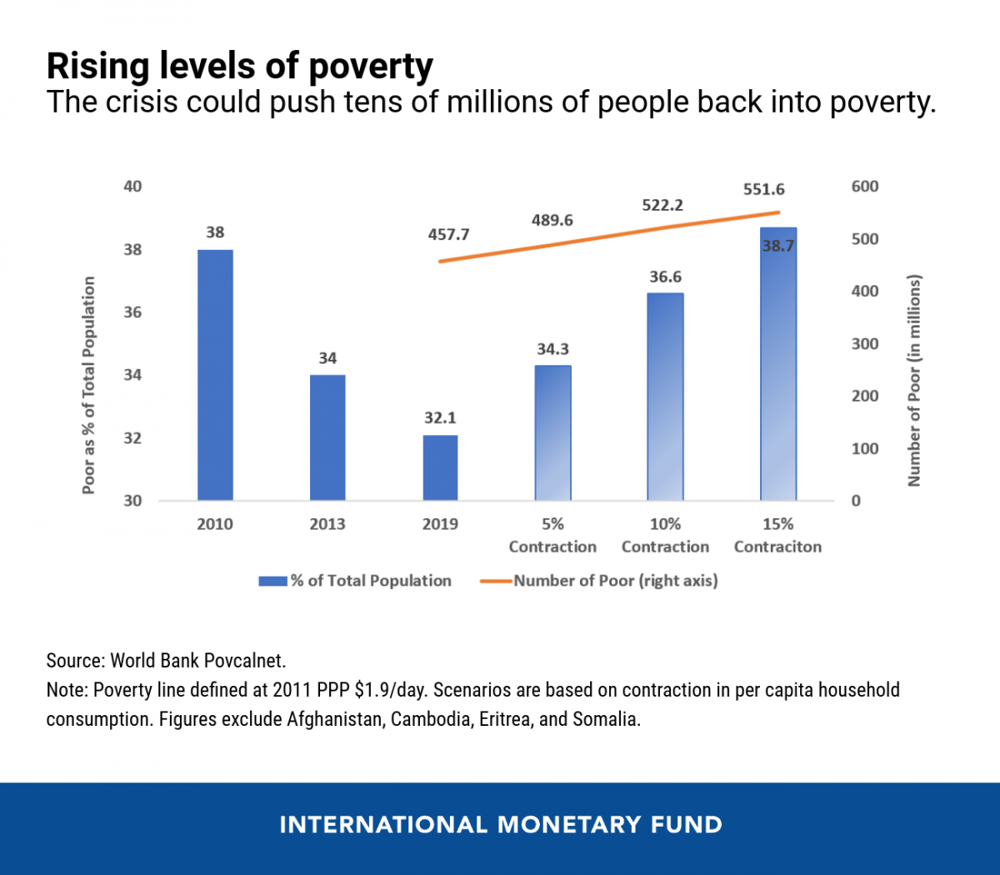 Rising levels of poverty
The crisis could push tens of millions of people back into poverty.
40
38
36
34
32
30
Poor as % of Total Population
38
34
32.1
34.3
36.6
38.7
457.7
489.6
522.2
551.6
600
500
400
300
200
100
0
Number of Poor (in millions)
2010
2013
2019
5%
Contraction
10%
Contraction
15%
Contraciton
% of Total Population
Number of Poor (right axis)
Source: World Bank Povcalnet.
Note: Poverty line defined at 2011 PPP $1.9/day. Scenarios are based on contraction in per capita household
consumption. Figures exclude Afghanistan, Cambodia, Eritrea, and Somalia.
INTERNATIONAL MONETARY FUND